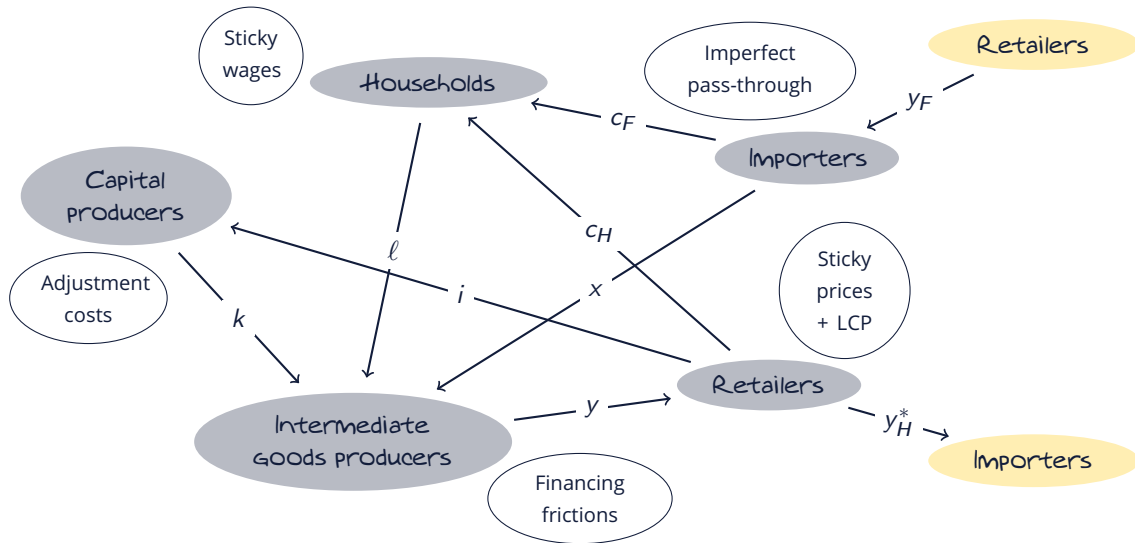 Sticky
wages
Households
Imperfect
pass-through
Retailers
y_F
c_F
Importers
Capital
producers
c_H
ℓ
Sticky
prices
+ LCP
Adjustment
costs
i
x
k
Retailers
y
y_H^*
Intermediate
goods producers
Importers
Financing
frictions